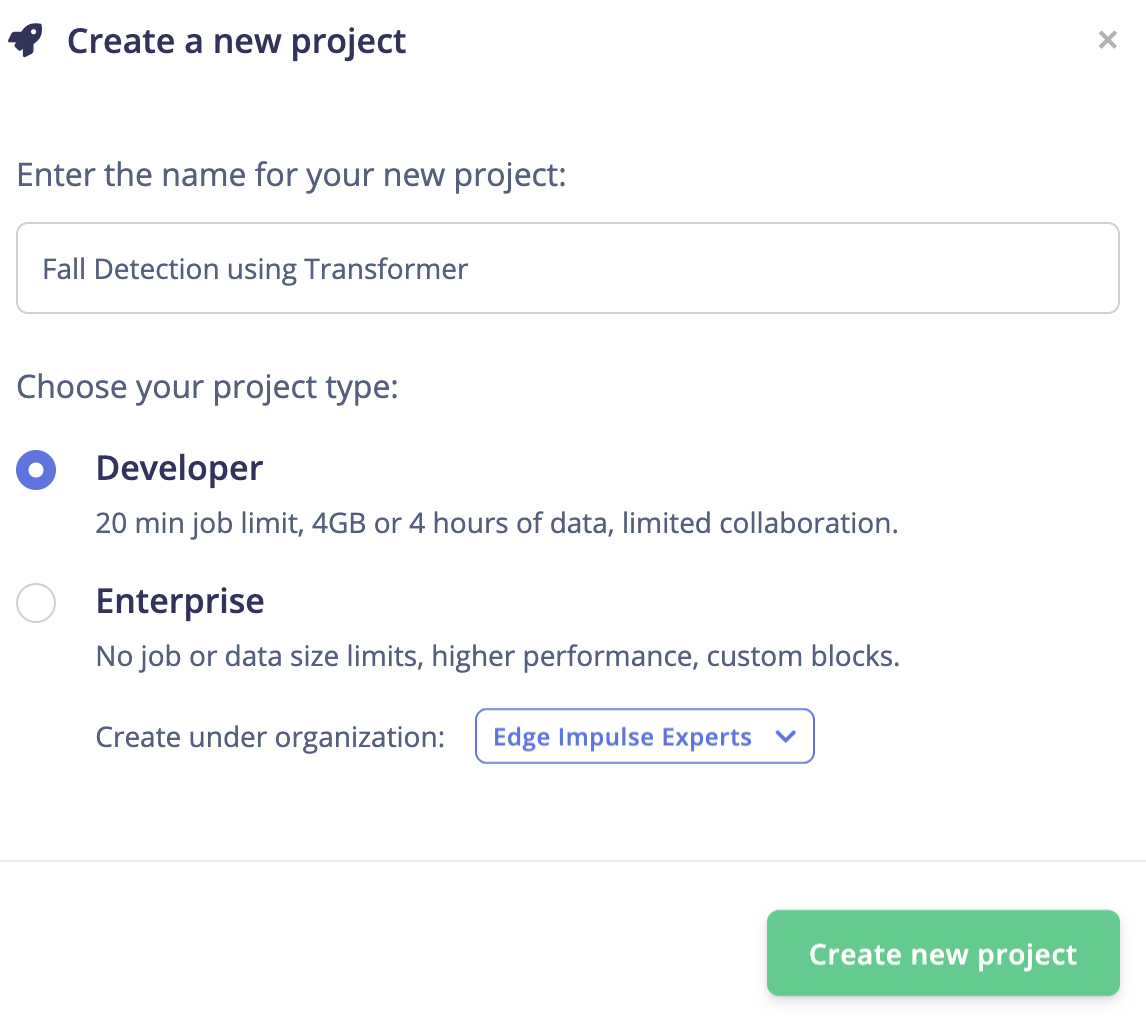 Create a new project
Enter the name for your new project:
Fall Detection using Transformer
Choose your project type:
Developer
20 min job limit, 4GB or 4 hours of data, limited collaboration.
Enterprise
No job or data size limits, higher performance, custom blocks.
Create under organization: Edge Impulse Experts
Create new project